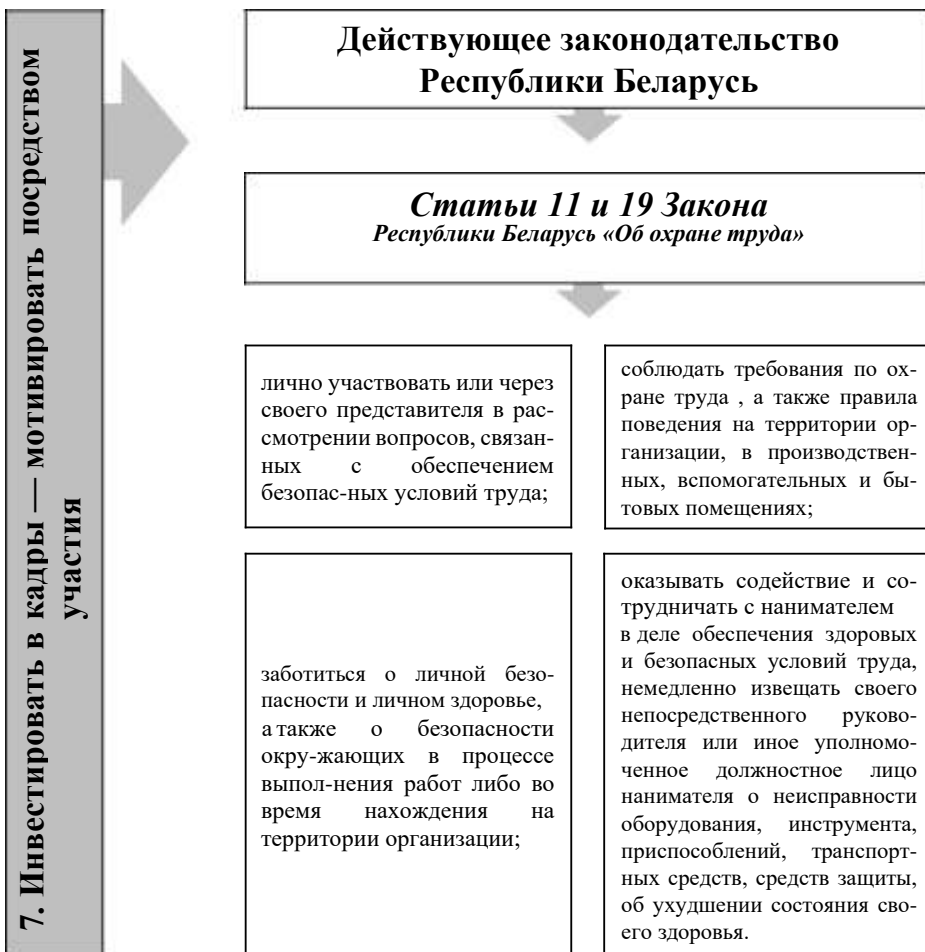 7. Инвестировать в кадры — мотивировать посредством
участия
Действующее законодательство
Республики Беларусь
Статьи 11 и 19 Закона
Республики Беларусь «Об охране труда»
лично участвовать или через
своего представителя в рас-
смотрении вопросов, связан-
ных с обеспечением
безопас-ных условий труда;
соблюдать требования по ох-
ране труда , а также правила
поведения на территории ор-
ганизации, в производствен-
ных, вспомогательных и бы-
товых помещениях;
заботиться о личной безо-
пасности и личном здоровье,
а также о безопасности
окру-жающих в процессе
выпол-нения работ либо во
время нахождения на
территории организации;
оказывать содействие и со-
трудничать с нанимателем
в деле обеспечения здоровых
и безопасных условий труда,
немедленно извещать своего
непосредственного руково-
дителя или иное уполномо-
ченное должностное лицо
нанимателя о неисправности
оборудования, инструмента,
приспособлений, транспорт-
ных средств, средств защиты,
об ухудшении состояния сво-
его здоровья.